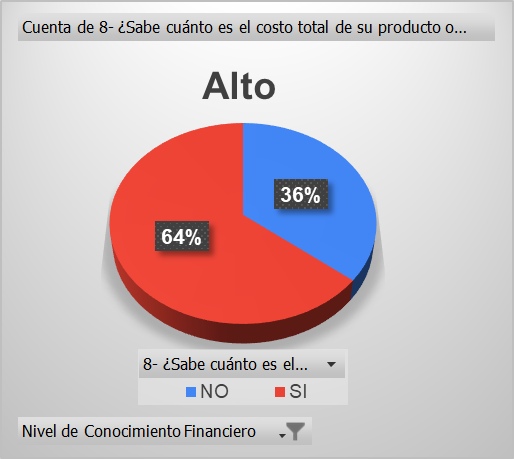 Cuenta de 8- ¿Sabe cuánto es el costo total de su producto o...
Alto
36%
64%
8- ¿Sabe cuánto es el...
NO SI
Nivel de Conocimiento Financiero